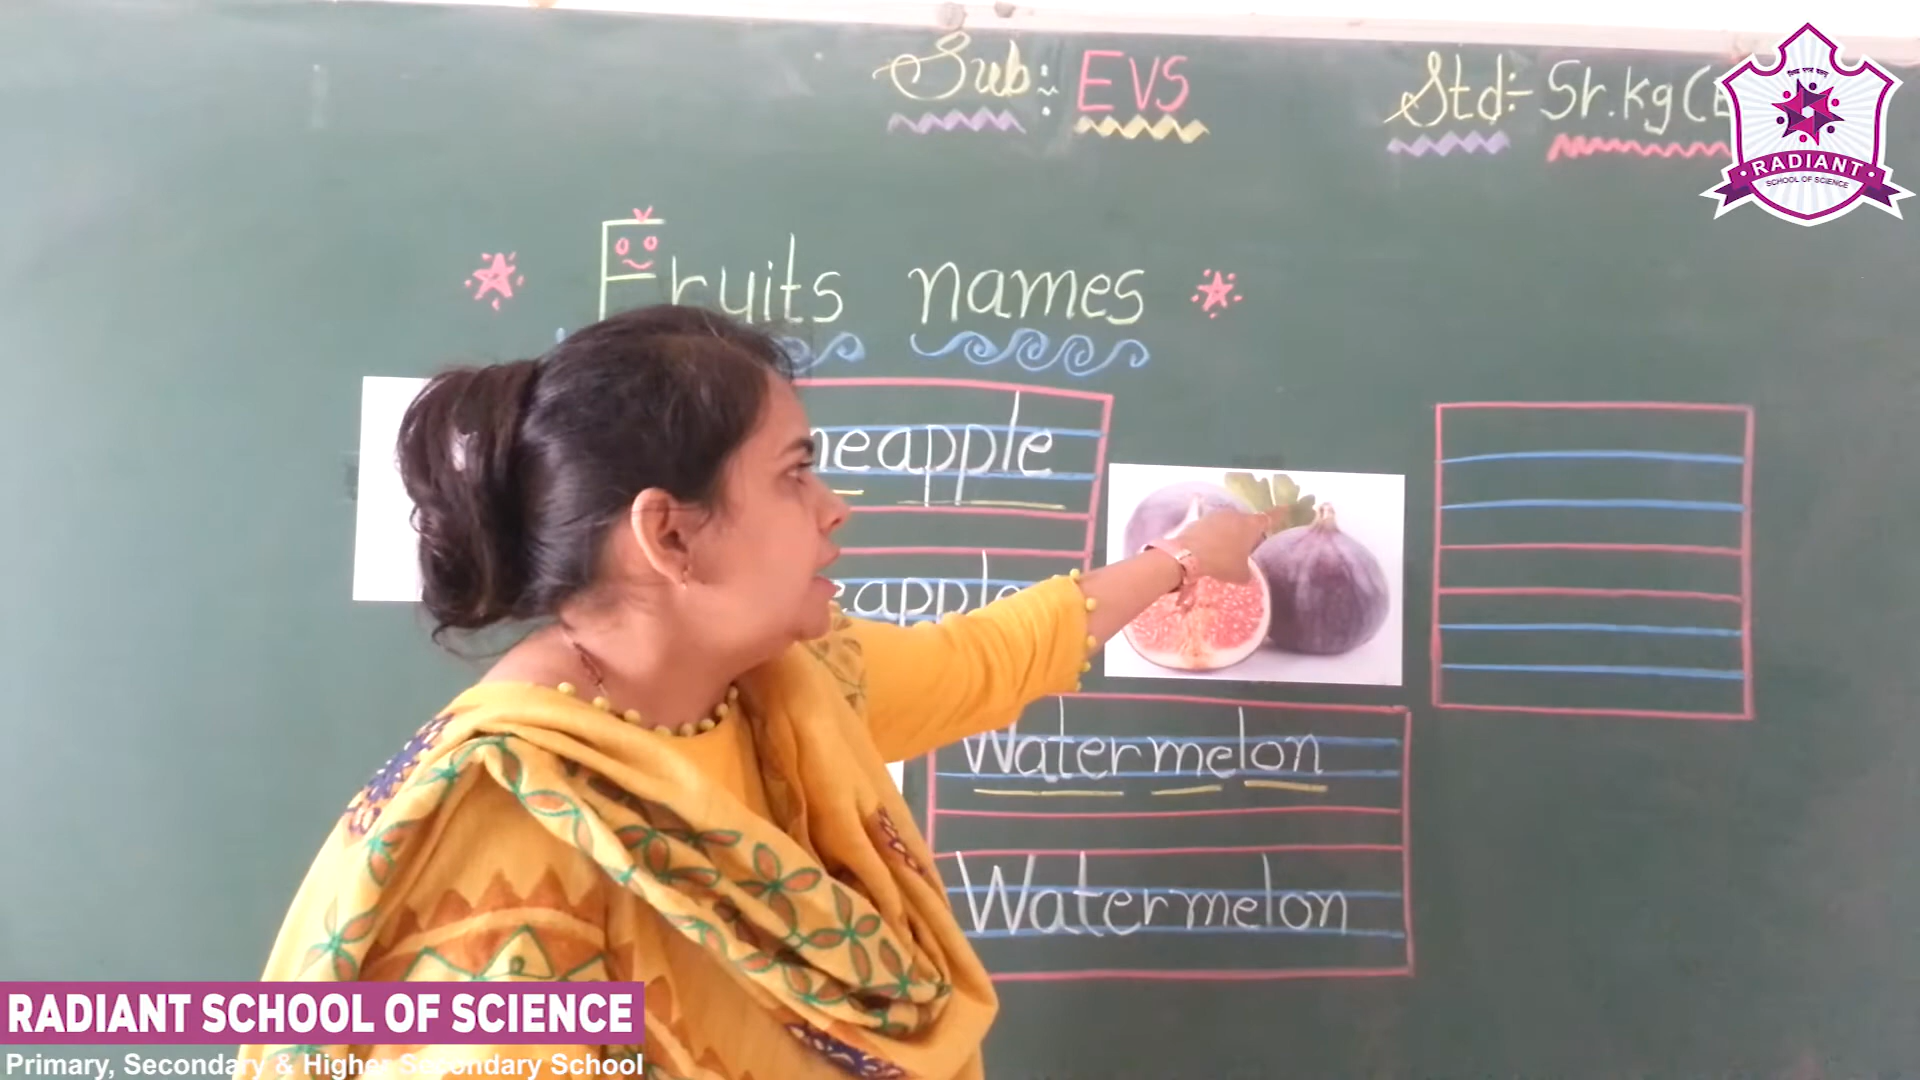 Sub: EVS
Std:- Sr.kg
RADIANT
SCHOOL OF SCIENCE
Fruits names
neapple
eapple
Watermelon
Watermelon
RADIANT SCHOOL OF SCIENCE
Primary, Secondary & Higher Secondary School